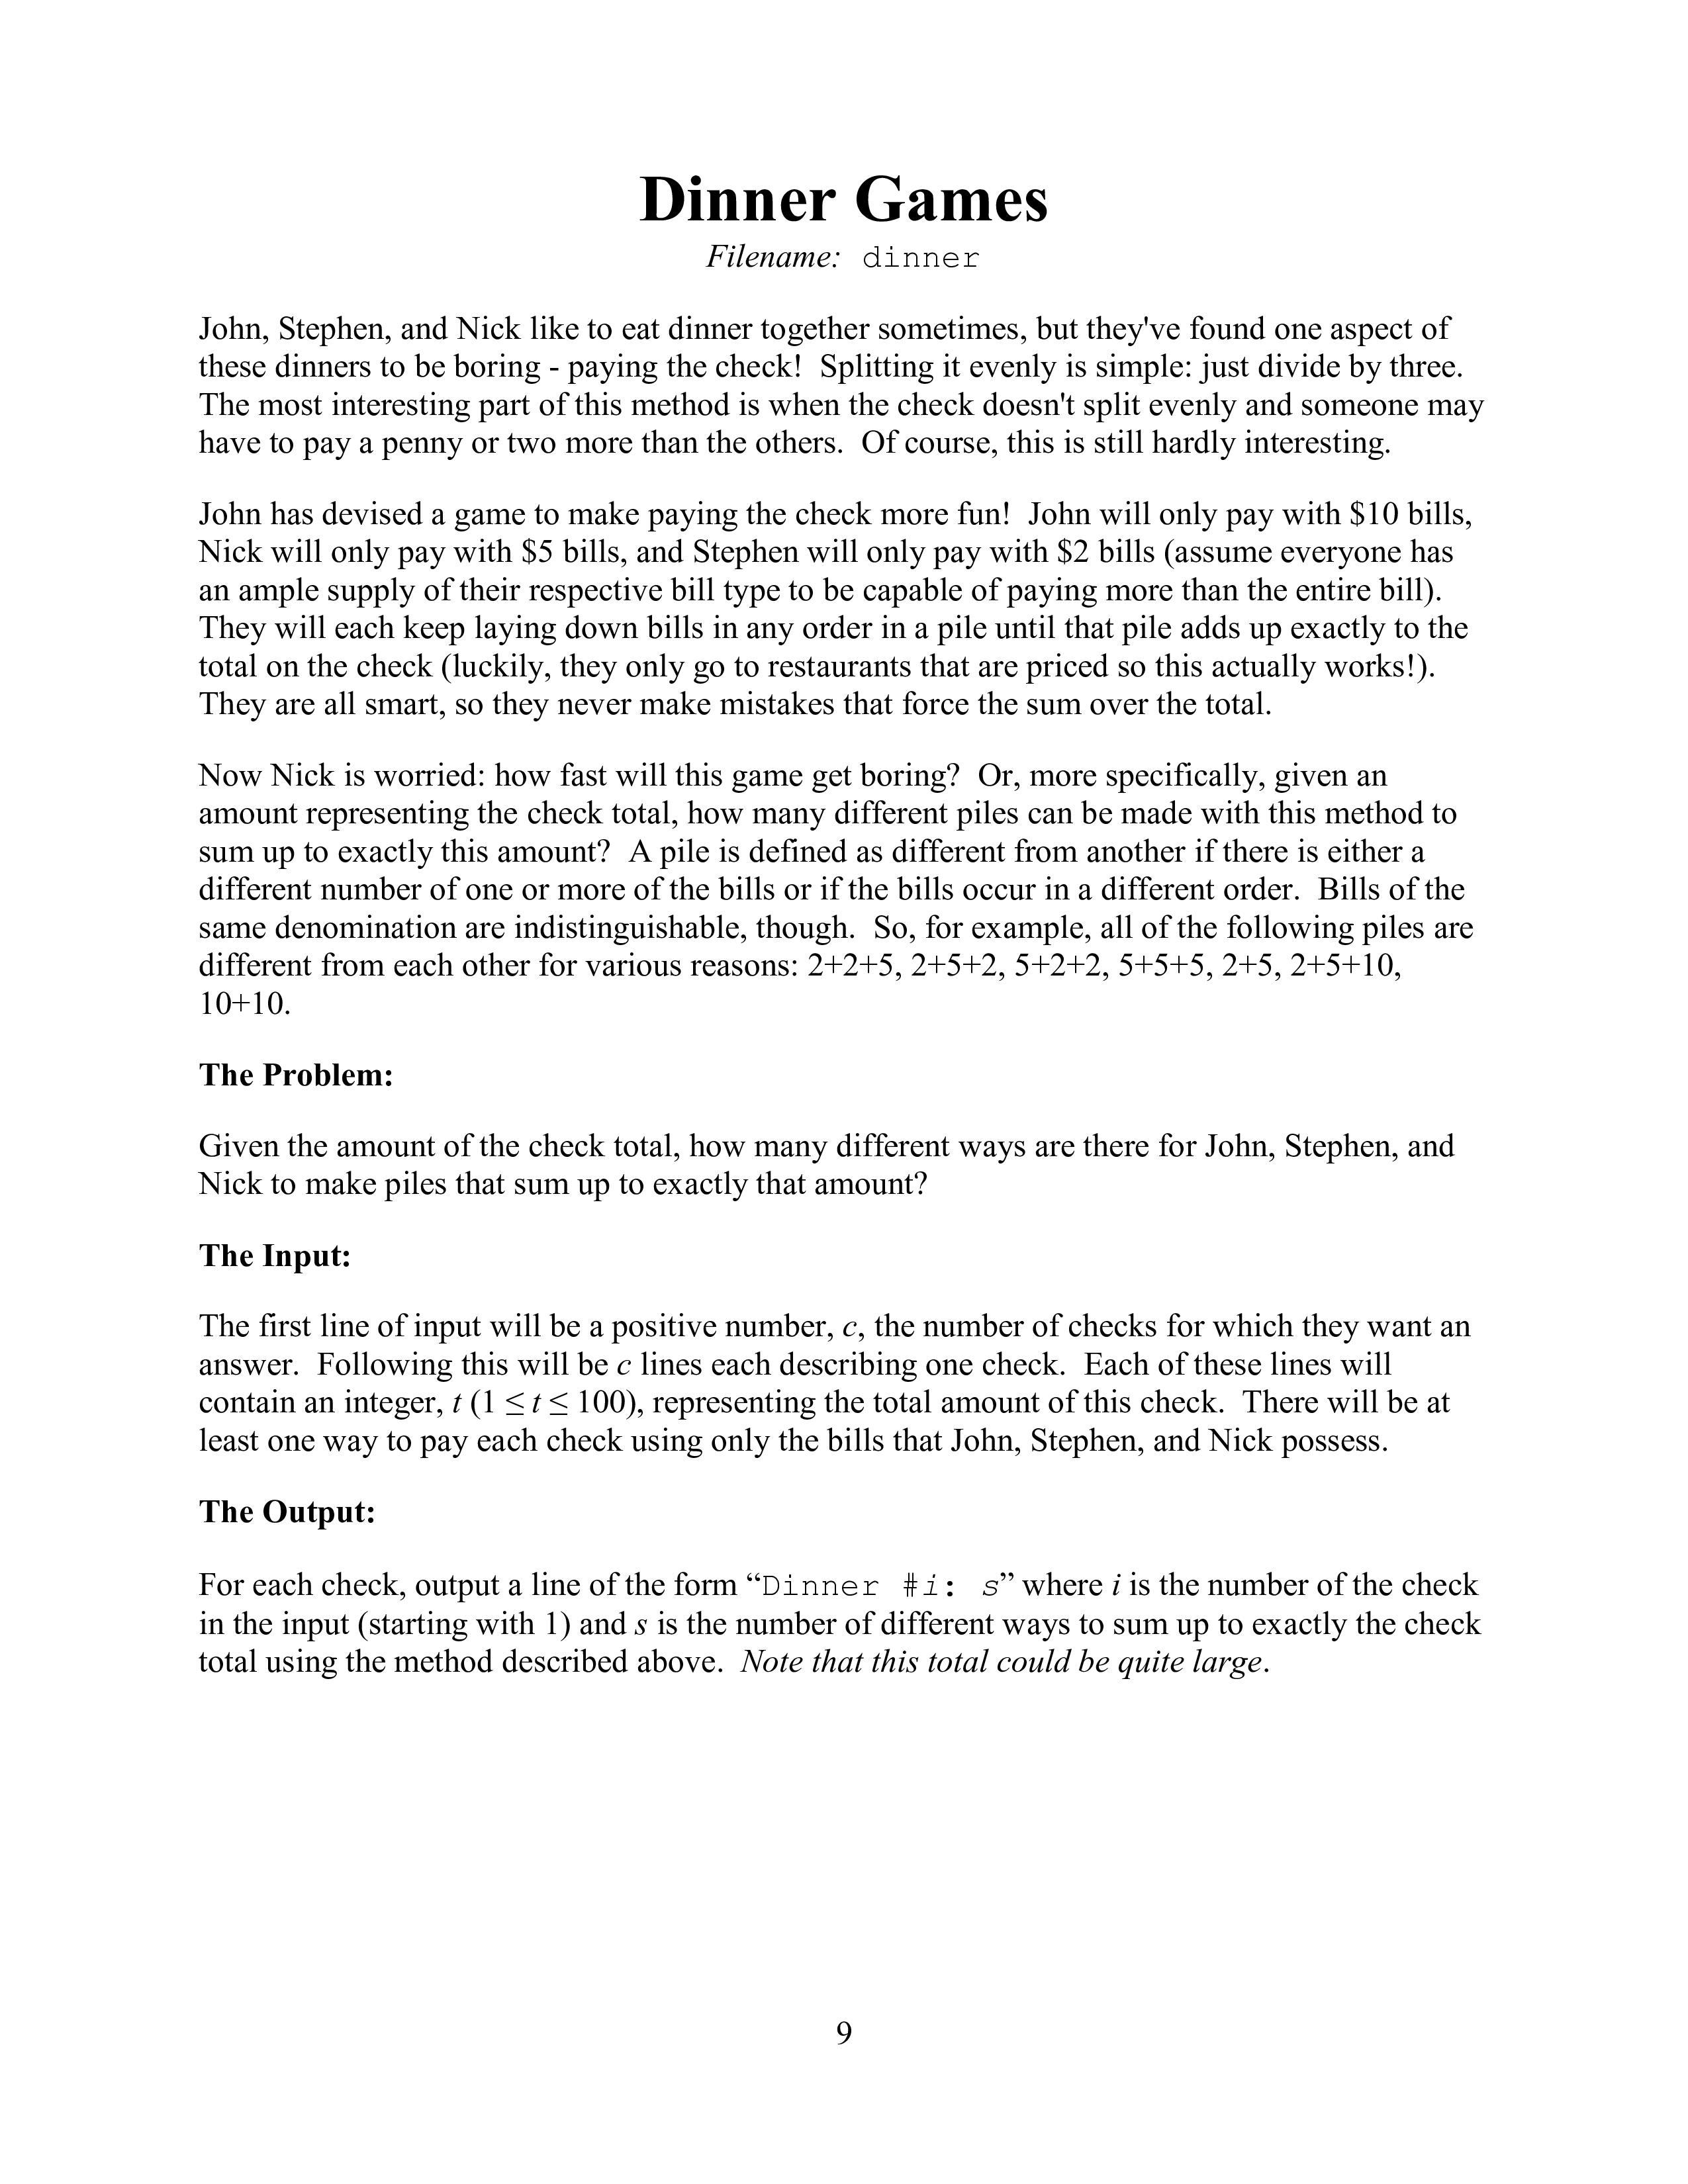 Dinner Games
Filename: dinner
John, Stephen, and Nick like to eat dinner together sometimes, but they've found one aspect of
these dinners to be boring - paying the check!  Splitting it evenly is simple: just divide by three.
The most interesting part of this method is when the check doesn't split evenly and someone may
have to pay a penny or two more than the others.  Of course, this is still hardly interesting.
John has devised a game to make paying the check more fun!  John will only pay with $10 bills,
Nick will only pay with $5 bills, and Stephen will only pay with $2 bills (assume everyone has
an ample supply of their respective bill type to be capable of paying more than the entire bill).
They will each keep laying down bills in any order in a pile until that pile adds up exactly to the
total on the check (luckily, they only go to restaurants that are priced so this actually works!).
They are all smart, so they never make mistakes that force the sum over the total.
Now Nick is worried: how fast will this game get boring?  Or, more specifically, given an
amount representing the check total, how many different piles can be made with this method to
sum up to exactly this amount?  A pile is defined as different from another if there is either a
different number of one or more of the bills or if the bills occur in a different order.  Bills of the
same denomination are indistinguishable, though.  So, for example, all of the following piles are
different from each other for various reasons: 2+2+5, 2+5+2, 5+2+2, 5+5+5, 2+5, 2+5+10,
10+10.
The Problem:
Given the amount of the check total, how many different ways are there for John, Stephen, and
Nick to make piles that sum up to exactly that amount?
The Input:
The first line of input will be a positive number, c, the number of checks for which they want an
answer.  Following this will be c lines each describing one check.  Each of these lines will
contain an integer, t (1 ≤ t ≤ 100), representing the total amount of this check.  There will be at
least one way to pay each check using only the bills that John, Stephen, and Nick possess.
The Output:
For each check, output a line of the form “Dinner #i: s” where i is the number of the check
in the input (starting with 1) and s is the number of different ways to sum up to exactly the check
total using the method described above.  Note that this total could be quite large.
9